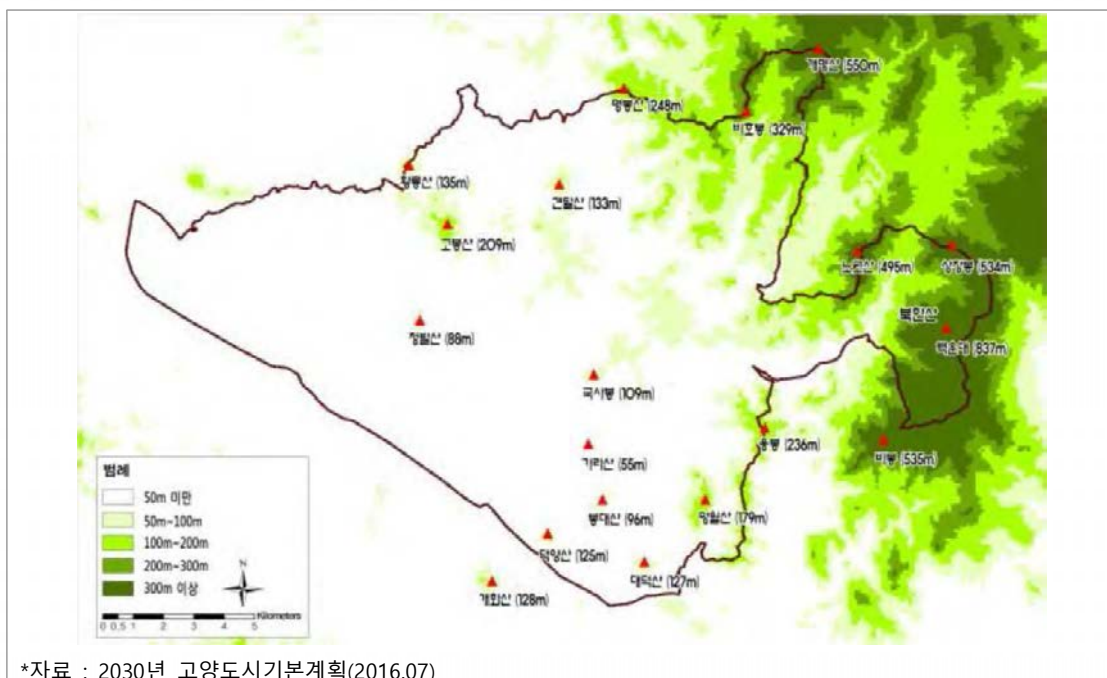 개명산 (550m)
명봉산 (248m)
비호봉 (329m)
황룡산 (135m)
견달산 (133m)
고봉산 (209m)
노고산 (495m)
상장봉 (534m)
북한산
백운대 (837m)
정발산 (88m)
국사봉 (109m)
응봉 (236m)
비봉 (535m)
가라산 (55m)
봉대산 (96m)
망월산 (179m)
덕양산 (125m)
대덕산 (127m)
개화산 (128m)
범례
50m 미만
50m~100m
100m~200m
200m~300m
300m 이상
N
0 0.5 1 2 3 4 5 Kilometers
*자료 : 2030년 고양도시기본계획(2016.07)